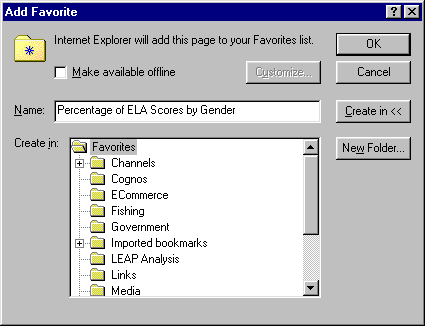 Add Favorite
Internet Explorer will add this page to your Favorites list.
OK
Make available offline
Customize...
Cancel
Name:
Percentage of ELA Scores by Gender
Create in <<
Create in:
Favorites
New Folder...
Channels
Cognos
ECommerce
Fishing
Government
Imported bookmarks
LEAP Analysis
Links
Media